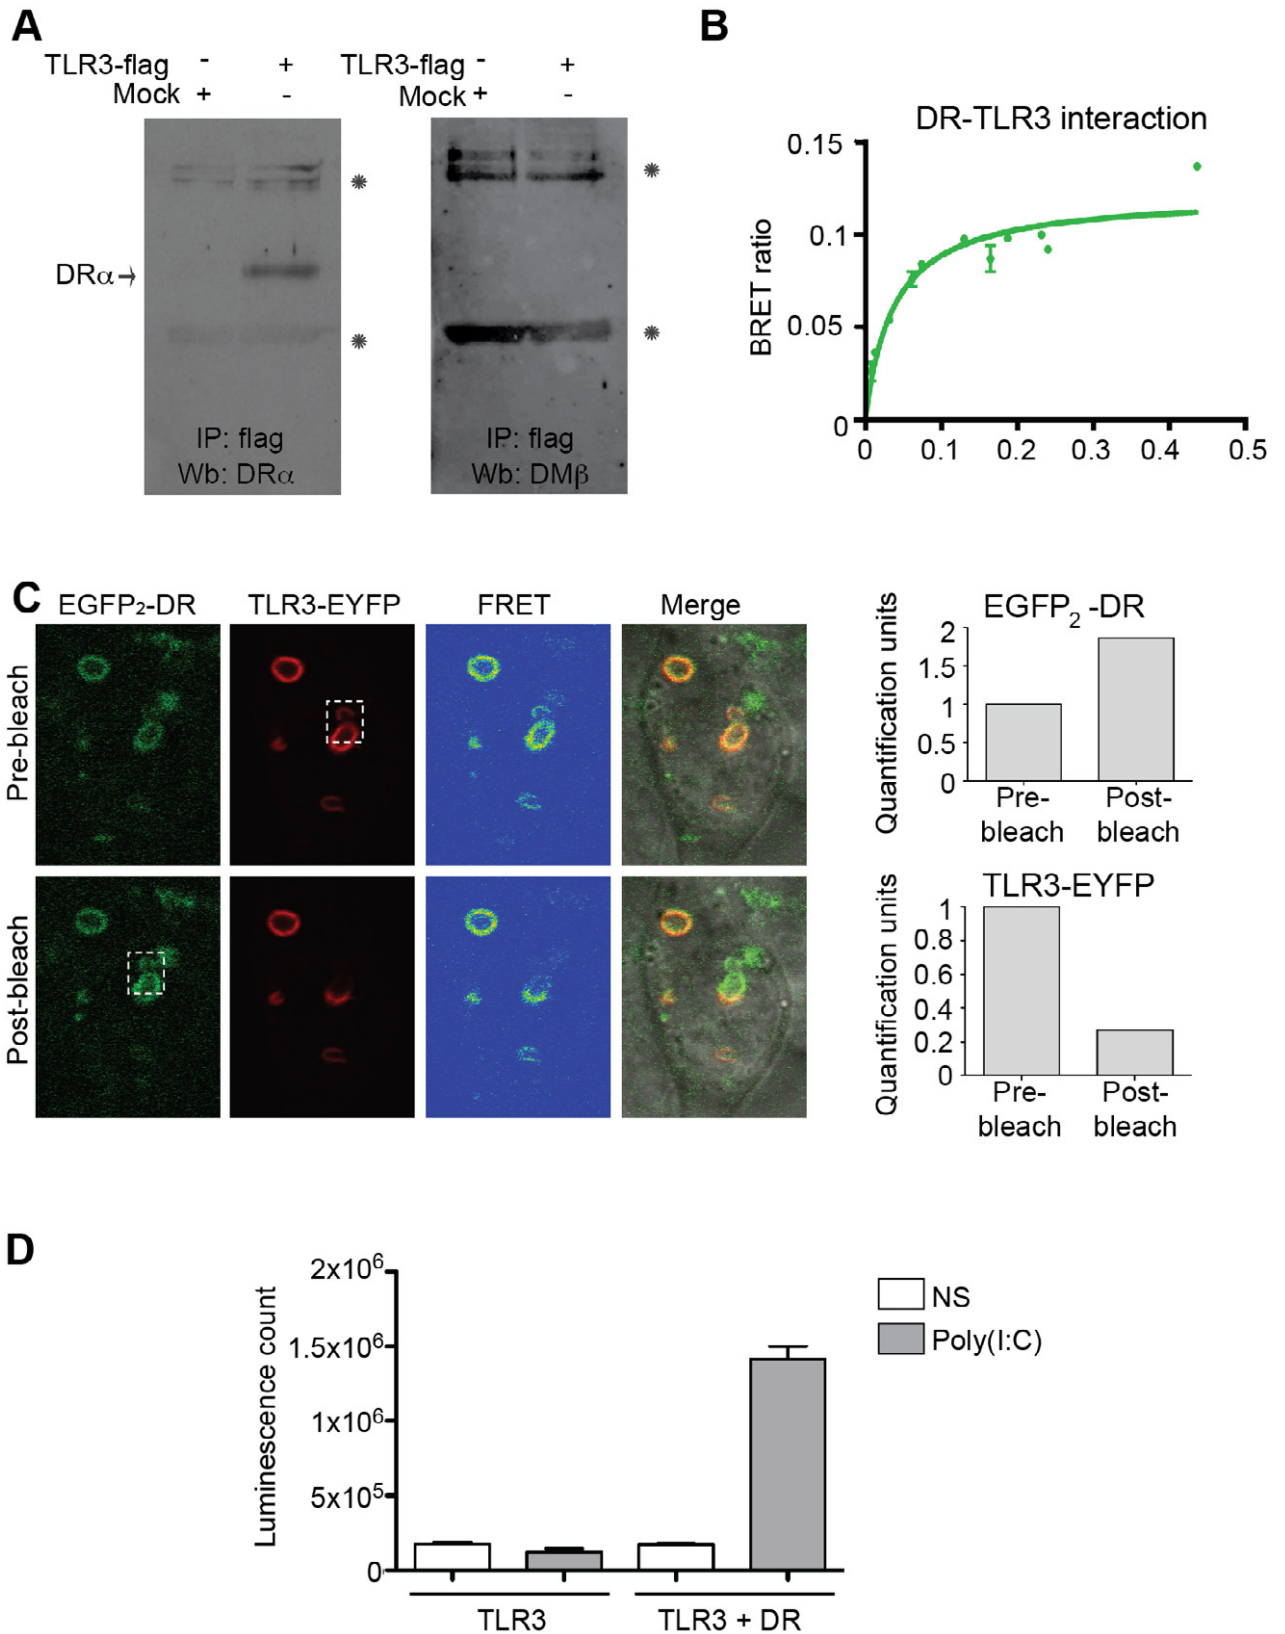 A
TLR3-flag - +
Mock + -
TLR3-flag - +
Mock + -
DRα→
*
*
*
*
IP: flag
Wb: DRα
IP: flag
Wb: DMβ
B
DR-TLR3 interaction
BRET ratio
0.15
0.1
0.05
0
0 0.1 0.2 0.3 0.4 0.5
C
EGFP₂-DR TLR3-EYFP FRET Merge
Pre-bleach
Post-bleach
EGFP₂ -DR
Quantification units
2
1.5
1
0.5
0
Pre-
bleach
Post-
bleach
TLR3-EYFP
Quantification units
1
0.8
0.6
0.4
0.2
0
Pre-
bleach
Post-
bleach
D
Luminescence count
2x10⁶
1.5x10⁶
1x10⁶
5x10⁵
0
TLR3
TLR3 + DR
NS
Poly(I:C)